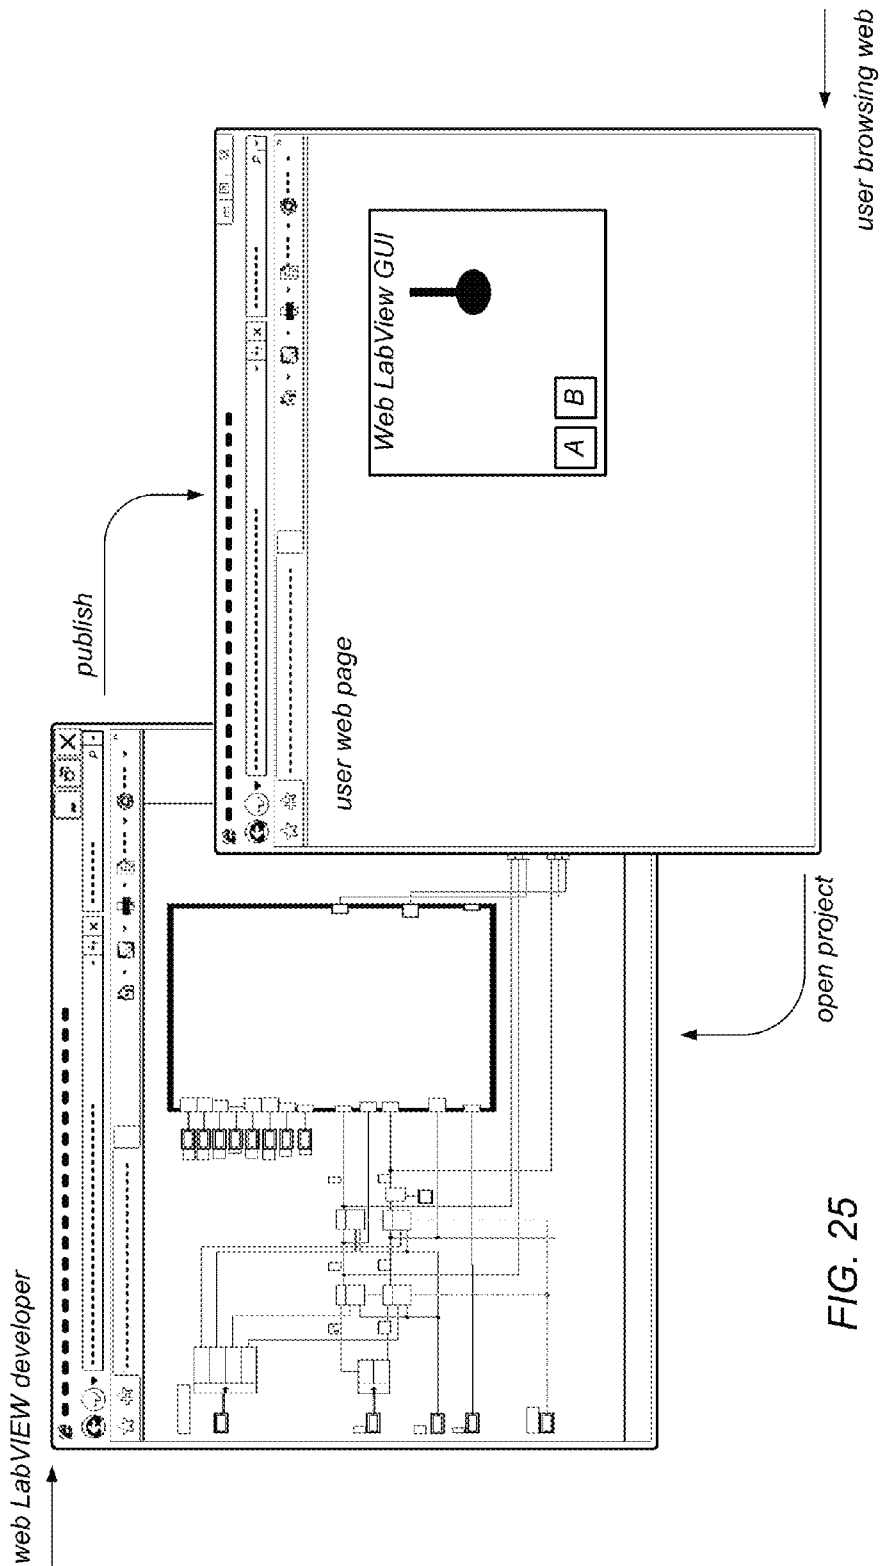 web LabVIEW developer
publish
user web page
Web LabView GUI
A
B
open project
user browsing web
FIG. 25